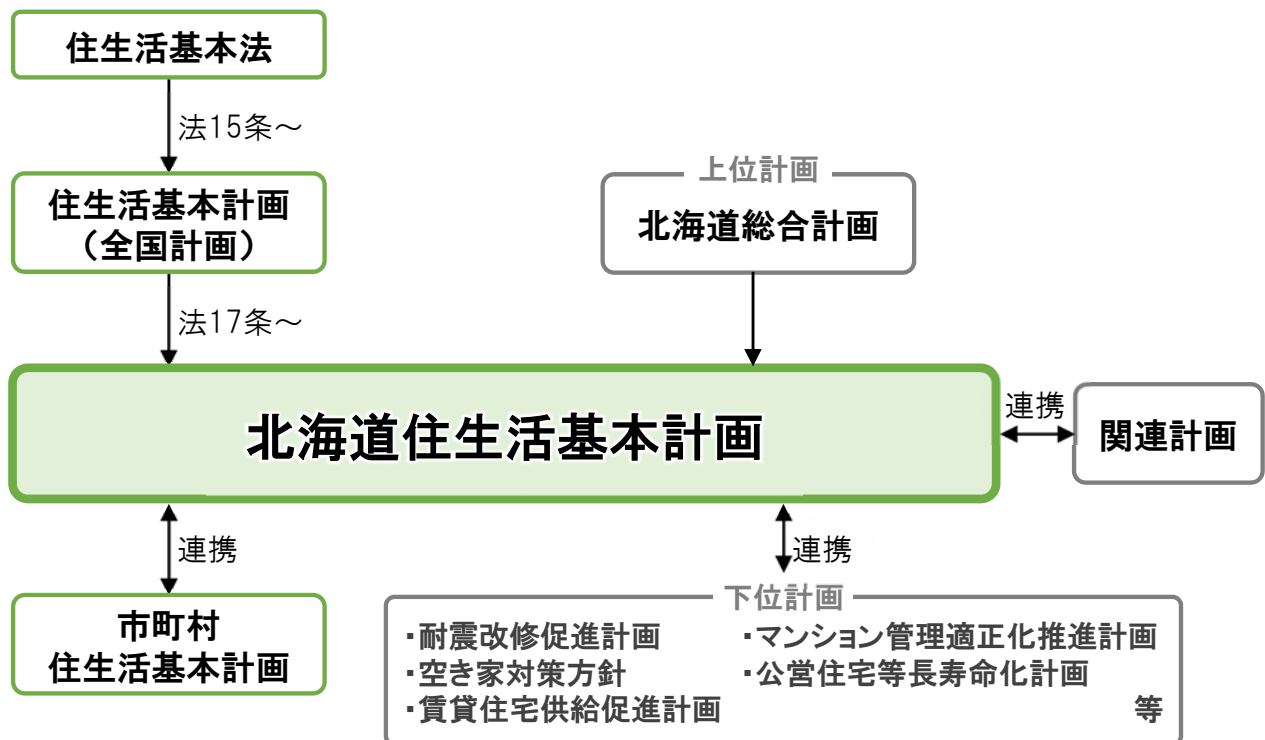 住生活基本法
法15条～
住生活基本計画
（全国計画）
上位計画
北海道総合計画
法17条～
北海道住生活基本計画
連携
関連計画
連携
連携
市町村
住生活基本計画
下位計画
・耐震改修促進計画
・マンション管理適正化推進計画
・空き家対策方針
・公営住宅等長寿命化計画
・賃貸住宅供給促進計画
等